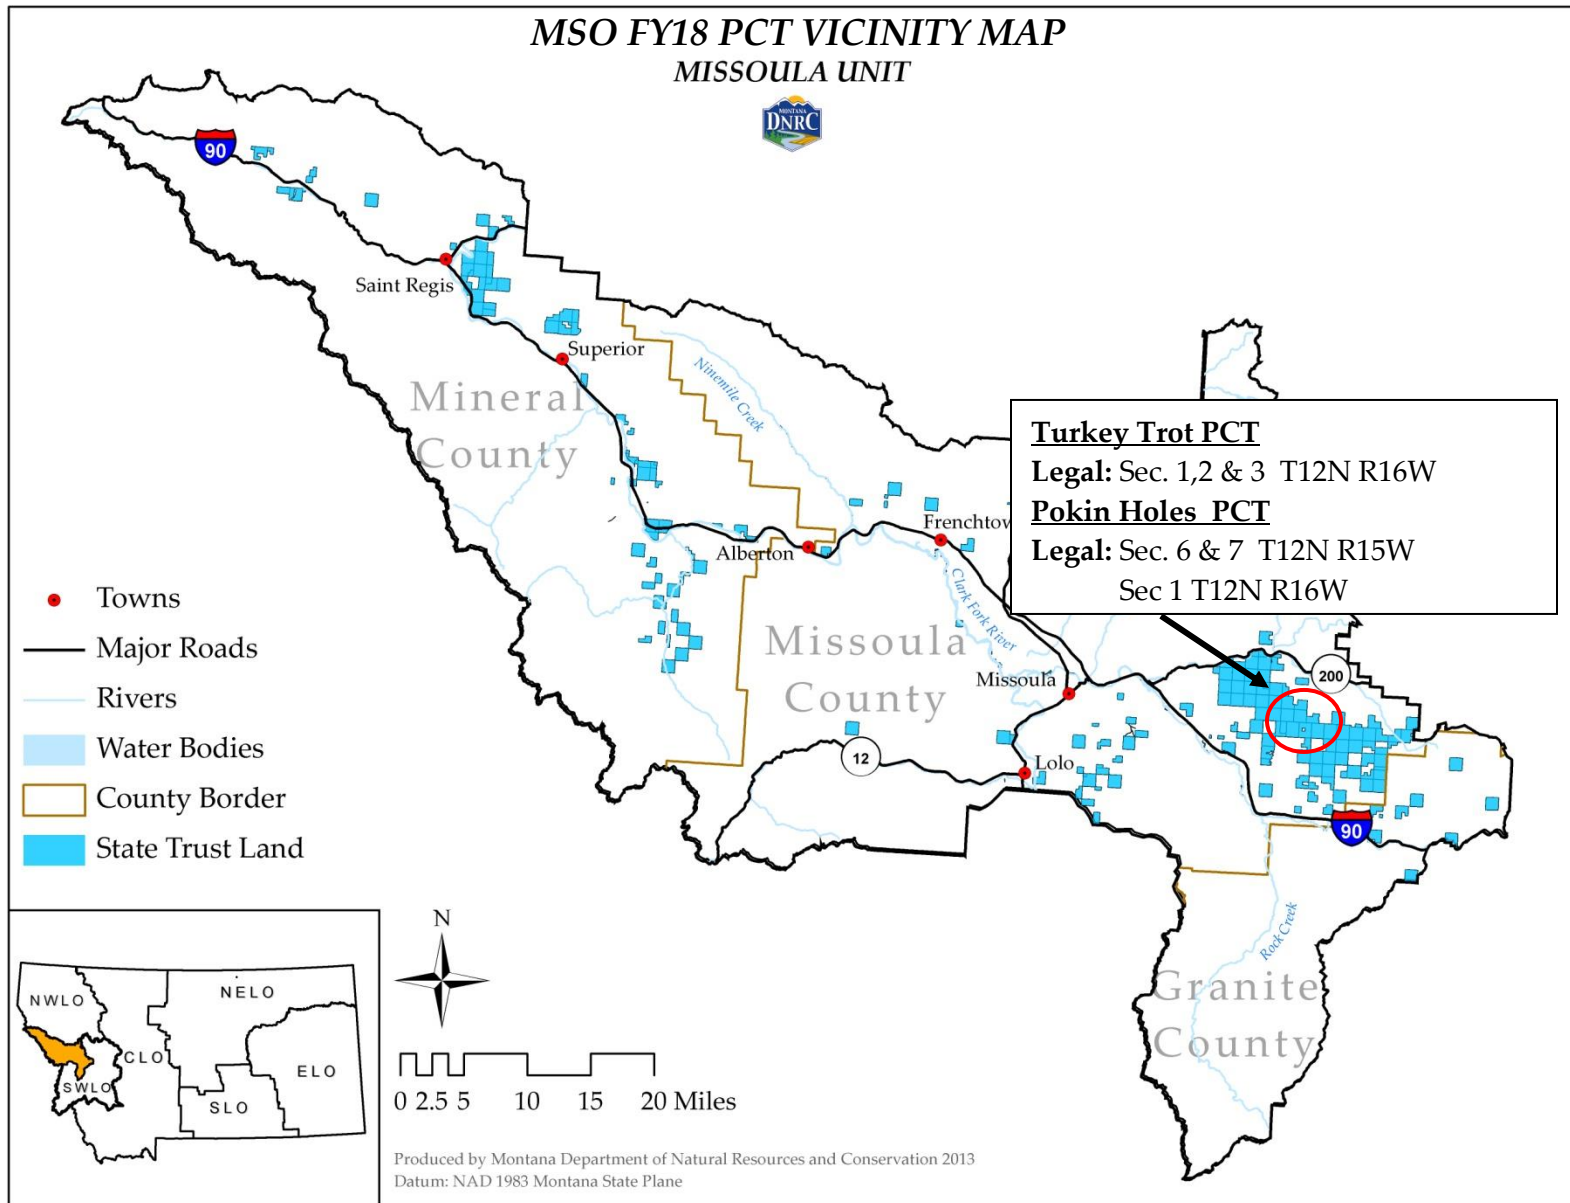 MSO FY18 PCT VICINITY MAP
MISSOULA UNIT
MONTANA
DNRC
90
Saint Regis
Superior
Mineral
County
Ninemile Creek
Turkey Trot PCT
Legal: Sec. 1,2 & 3 T12N R16W
Pokin Holes PCT
Legal: Sec. 6 & 7 T12N R15W
Sec 1 T12N R16W
Frenchtow
Alberton
Clark Fork River
Missoula
County
Missoula
200
12
Lolo
90
Rock Creek
Granite
County
Towns
Major Roads
Rivers
Water Bodies
County Border
State Trust Land
N
NWLO
NELO
CLO
SWLO
ELO
SLO
0 2.5 5 10 15 20 Miles
Produced by Montana Department of Natural Resources and Conservation 2013
Datum: NAD 1983 Montana State Plane